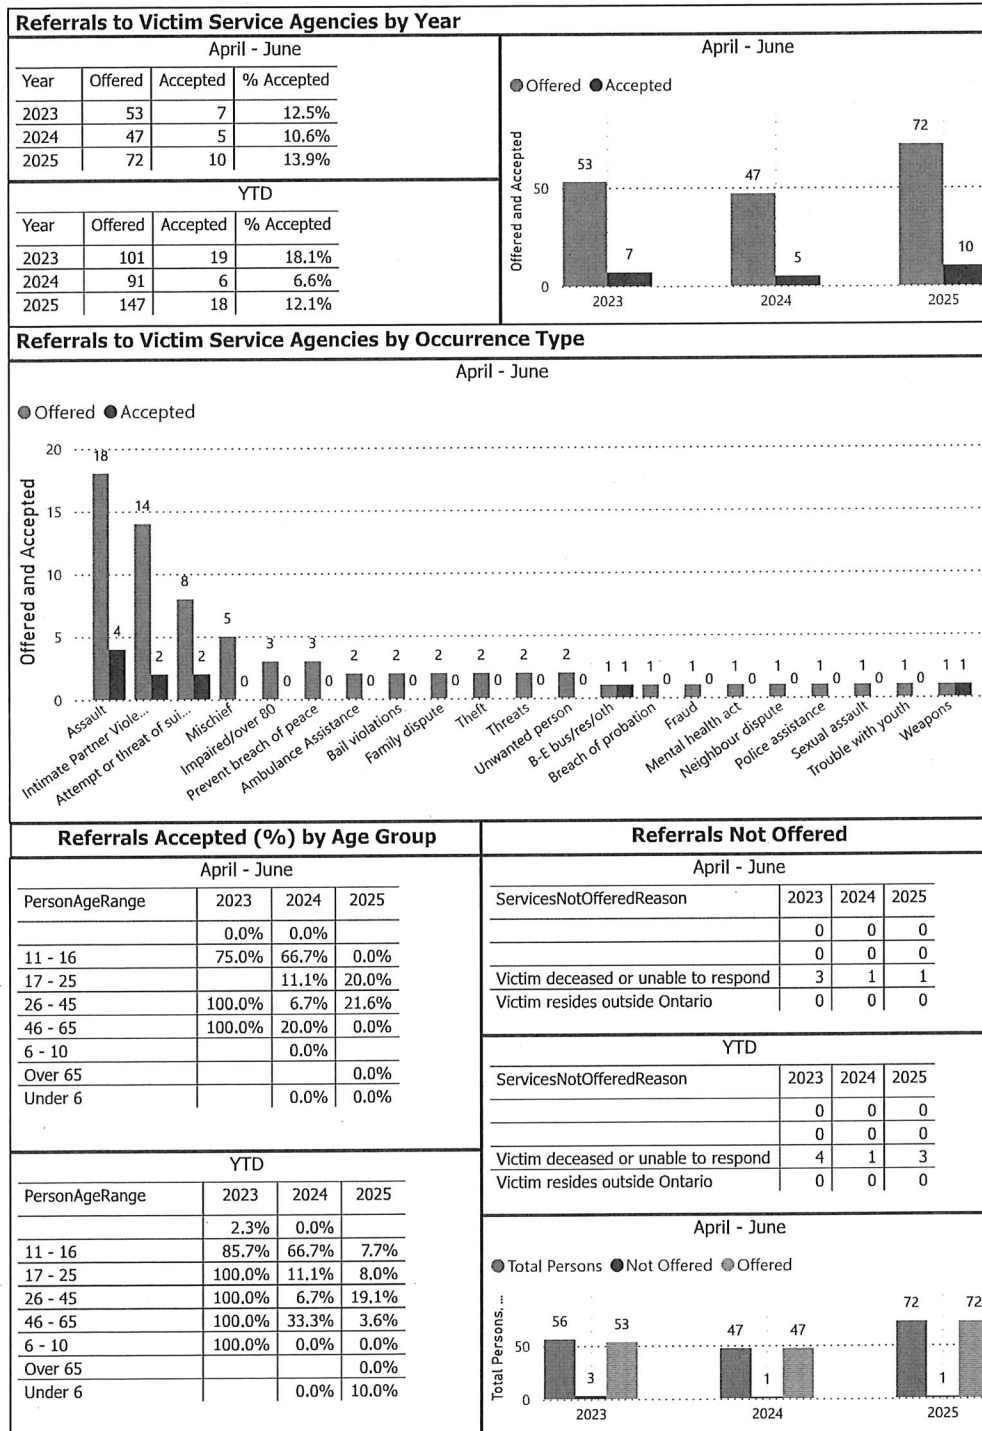 Referrals to Victim Service Agencies by Year
April - June
Year Offered Accepted % Accepted
2023 53 7 12.5%
2024 47 5 10.6%
2025 72 10 13.9%
YTD
Year Offered Accepted % Accepted
2023 101 19 18.1%
2024 91 6 6.6%
2025 147 18 12.1%
April - June
Offered Accepted
Offered and Accepted
50
0
53 7
47 5
72 10
2023 2024 2025
Referrals to Victim Service Agencies by Occurrence Type
April - June
Offered Accepted
Offered and Accepted
20
15
10
5
0
18 4 14 2 8 2 5 0 3 0 3 0 2 0 2 0 2 0 2 0 2 0 2 0 1 1 1 0 1 0 1 0 1 0 1 0 1 0 1 0 1 1
Assault
Intimate Partner Viole...
Attempt or threat of sui...
Mischief
Impaired/over 80
Prevent breach of peace
Ambulance Assistance
Bail violations
Family dispute
Theft
Threats
Unwanted person
B-E bus/res/oth
Breach of probation
Fraud
Mental health act
Neighbour dispute
Police assistance
Sexual assault
Trouble with youth
Weapons
Referrals Accepted (%) by Age Group
April - June
PersonAgeRange 2023 2024 2025
0.0% 0.0%
11 - 16 75.0% 66.7% 0.0%
17 - 25 11.1% 20.0%
26 - 45 100.0% 6.7% 21.6%
46 - 65 100.0% 20.0% 0.0%
6 - 10 0.0%
Over 65 0.0%
Under 6 0.0% 0.0%
YTD
PersonAgeRange 2023 2024 2025
2.3% 0.0%
11 - 16 85.7% 66.7% 7.7%
17 - 25 100.0% 11.1% 8.0%
26 - 45 100.0% 6.7% 19.1%
46 - 65 100.0% 33.3% 3.6%
6 - 10 100.0% 0.0% 0.0%
Over 65 0.0%
Under 6 0.0% 10.0%
Referrals Not Offered
April - June
ServicesNotOfferedReason 2023 2024 2025
0 0 0
0 0 0
Victim deceased or unable to respond 3 1 1
Victim resides outside Ontario 0 0 0
YTD
ServicesNotOfferedReason 2023 2024 2025
0 0 0
0 0 0
Victim deceased or unable to respond 4 1 3
Victim resides outside Ontario 0 0 0
April - June
Total Persons Not Offered Offered
Total Persons, ...
50
0
56 3 53
47 1 47
72 1 72
2023 2024 2025